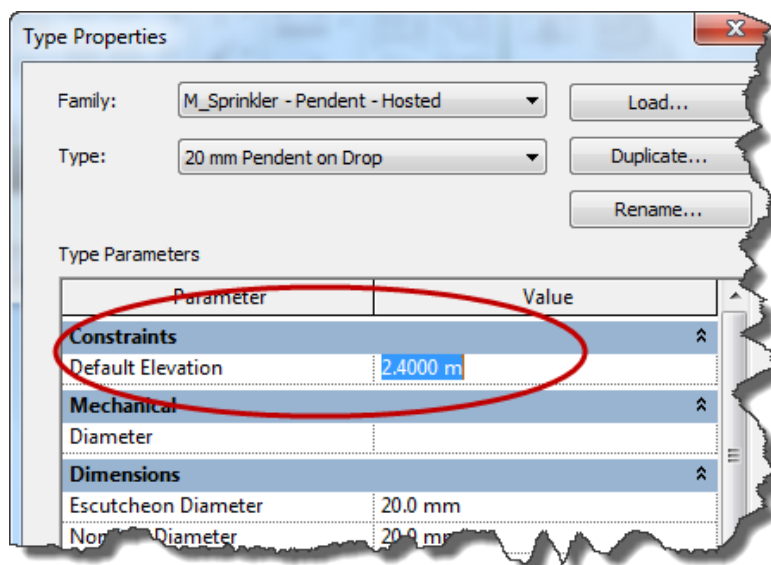 Type Properties
Family: M_Sprinkler - Pendent - Hosted Load...
Type: 20 mm Pendent on Drop Duplicate...
Rename...
Type Parameters
Parameter Value
Constraints
Default Elevation 2.4000 m
Mechanical
Diameter
Dimensions
Escutcheon Diameter 20.0 mm
Diameter